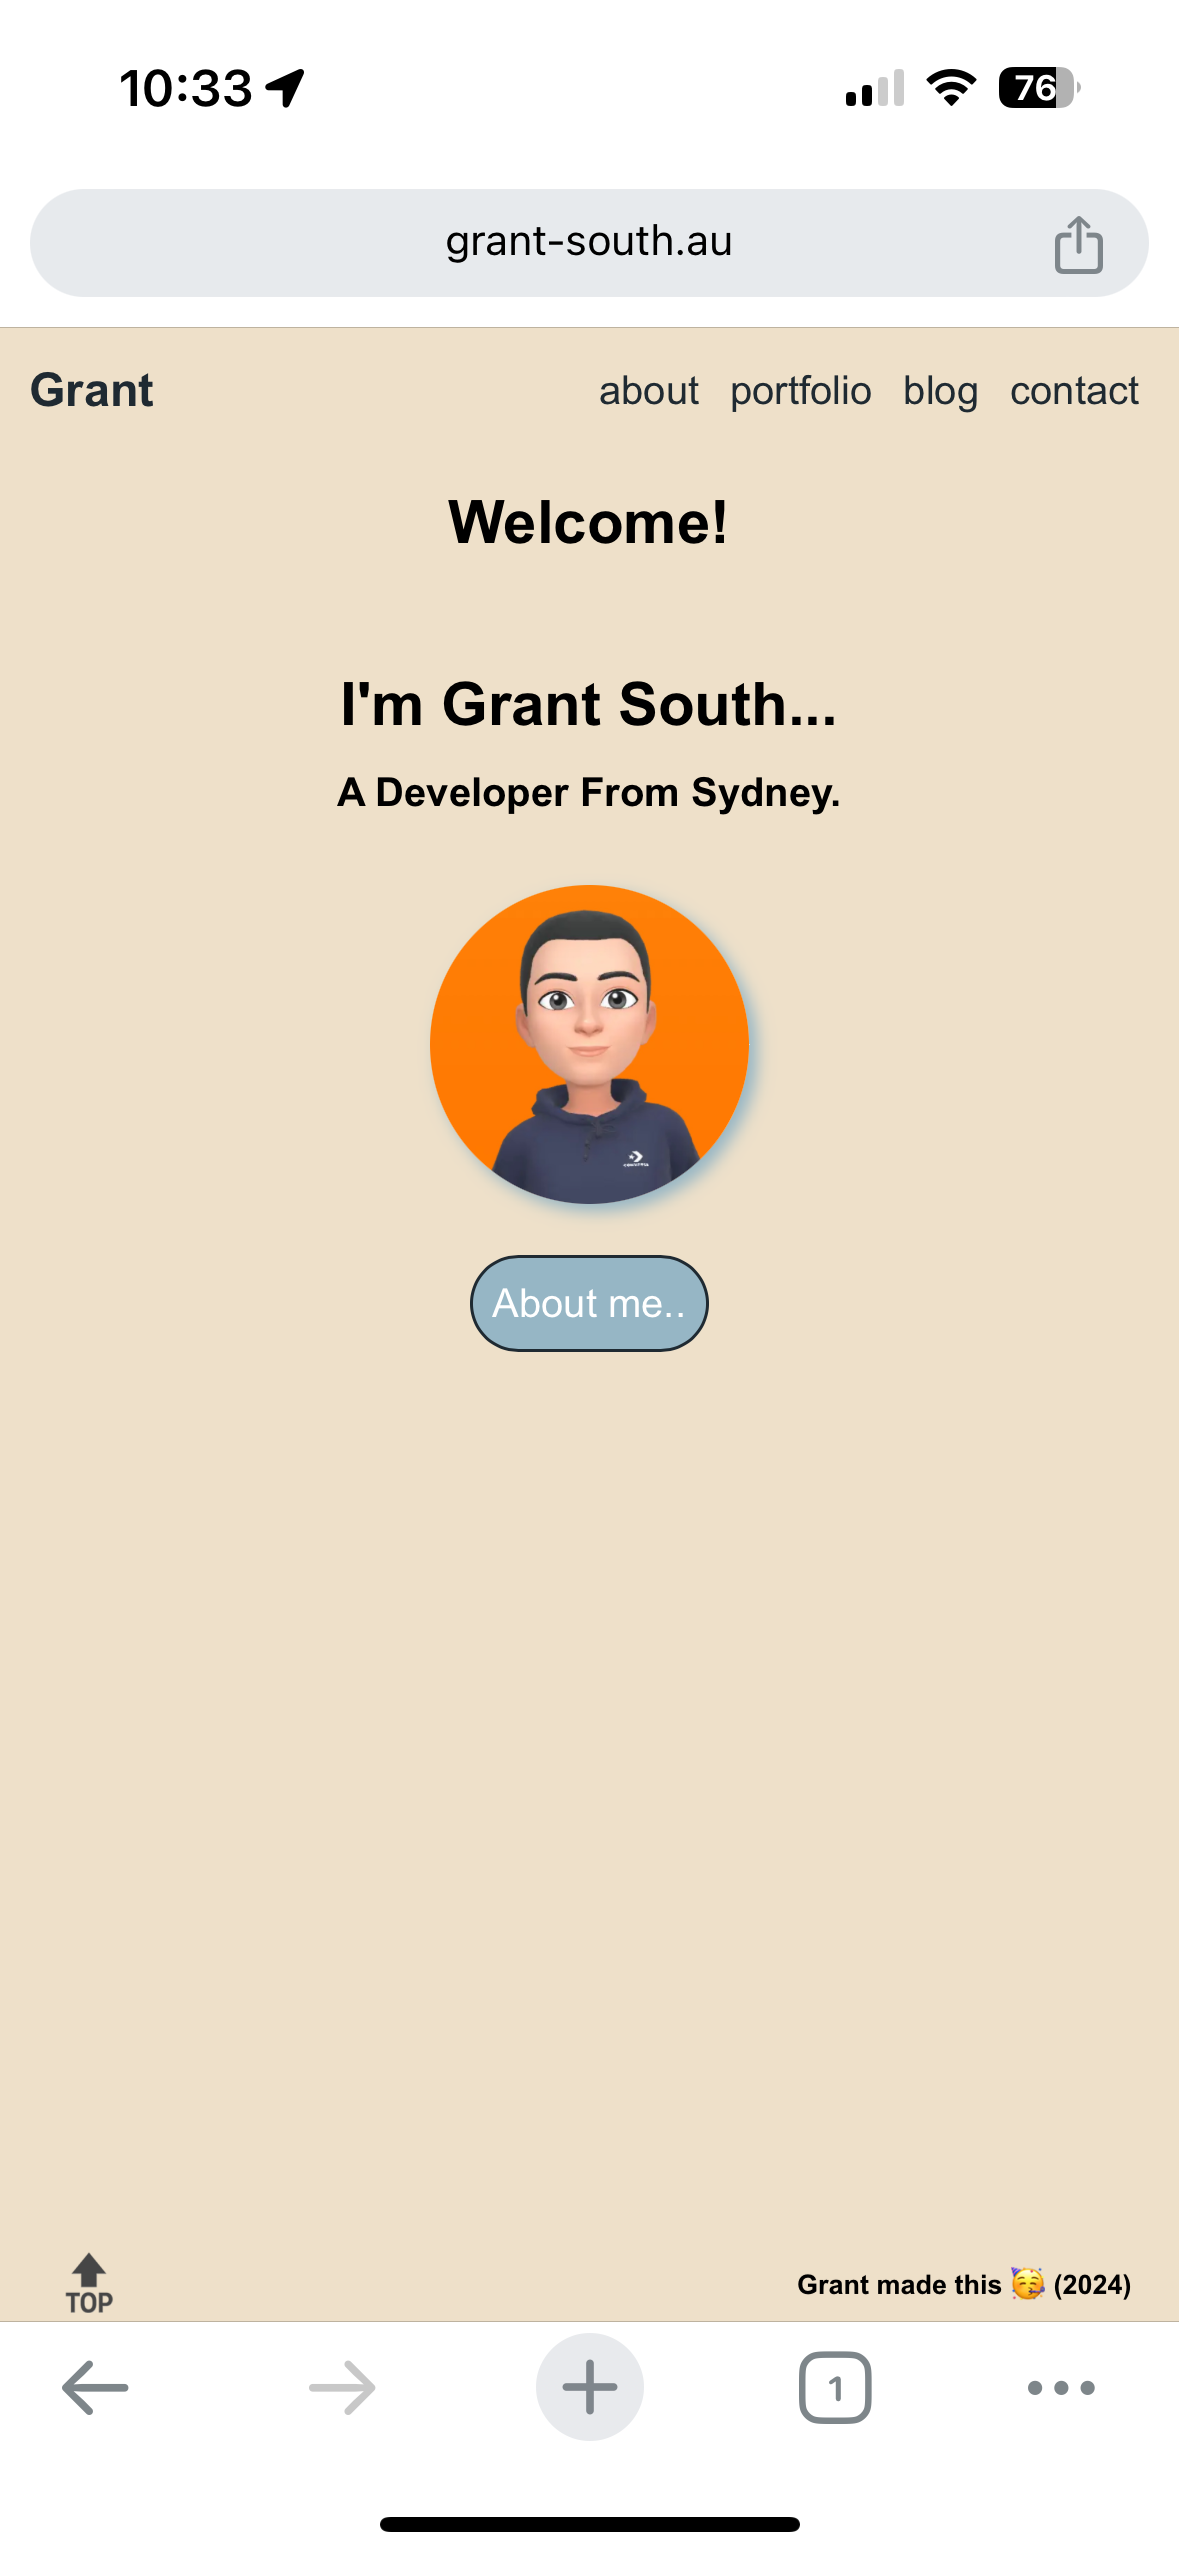 10:33
76
grant-south.au
Grant
about portfolio blog contact
Welcome!
I'm Grant South...
A Developer From Sydney.
About me..
TOP
Grant made this 🥳 (2024)
1